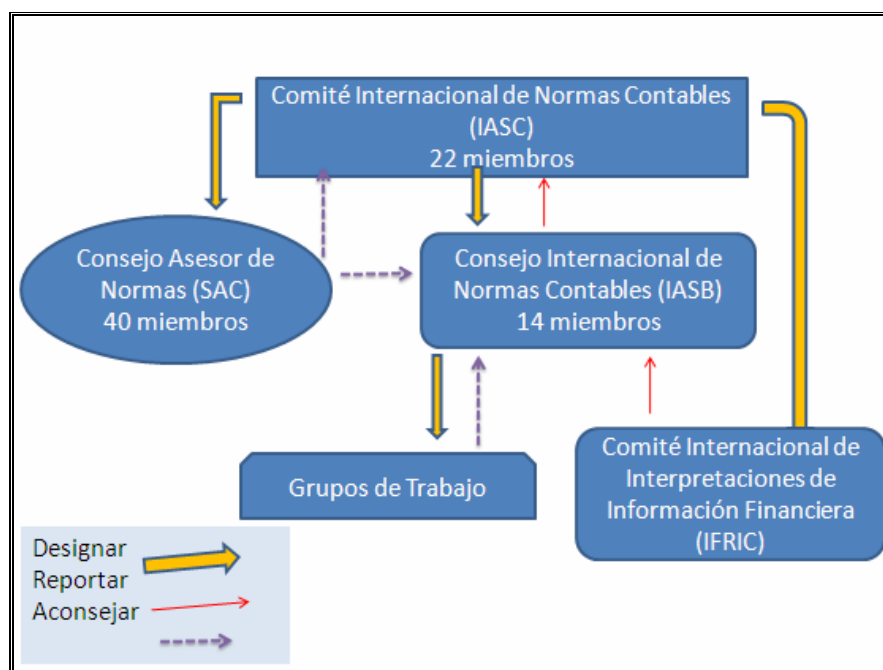 Comité Internacional de Normas Contables
(IASC)
22 miembros
Consejo Asesor de
Normas (SAC)
40 miembros
Consejo Internacional de
Normas Contables (IASB)
14 miembros
Grupos de Trabajo
Comité Internacional de
Interpretaciones de
Información Financiera
(IFRIC)
Designar
Reportar
Aconsejar